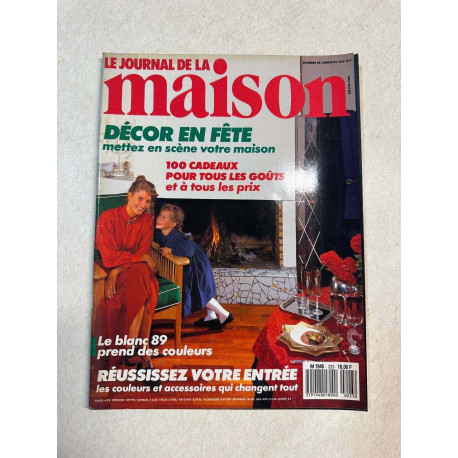 LE JOURNAL DE LA
maison
DÉCOR EN FÊTE
mettez en scène votre maison
100 CADEAUX
POUR TOUS LES GOÛTS
et à tous les prix
Le blanc 89
prend des couleurs
RÉUSSISSEZ VOTRE ENTRÉE
les couleurs et accessoires qui changent tout
M 1948 - 223 - 18,00 F